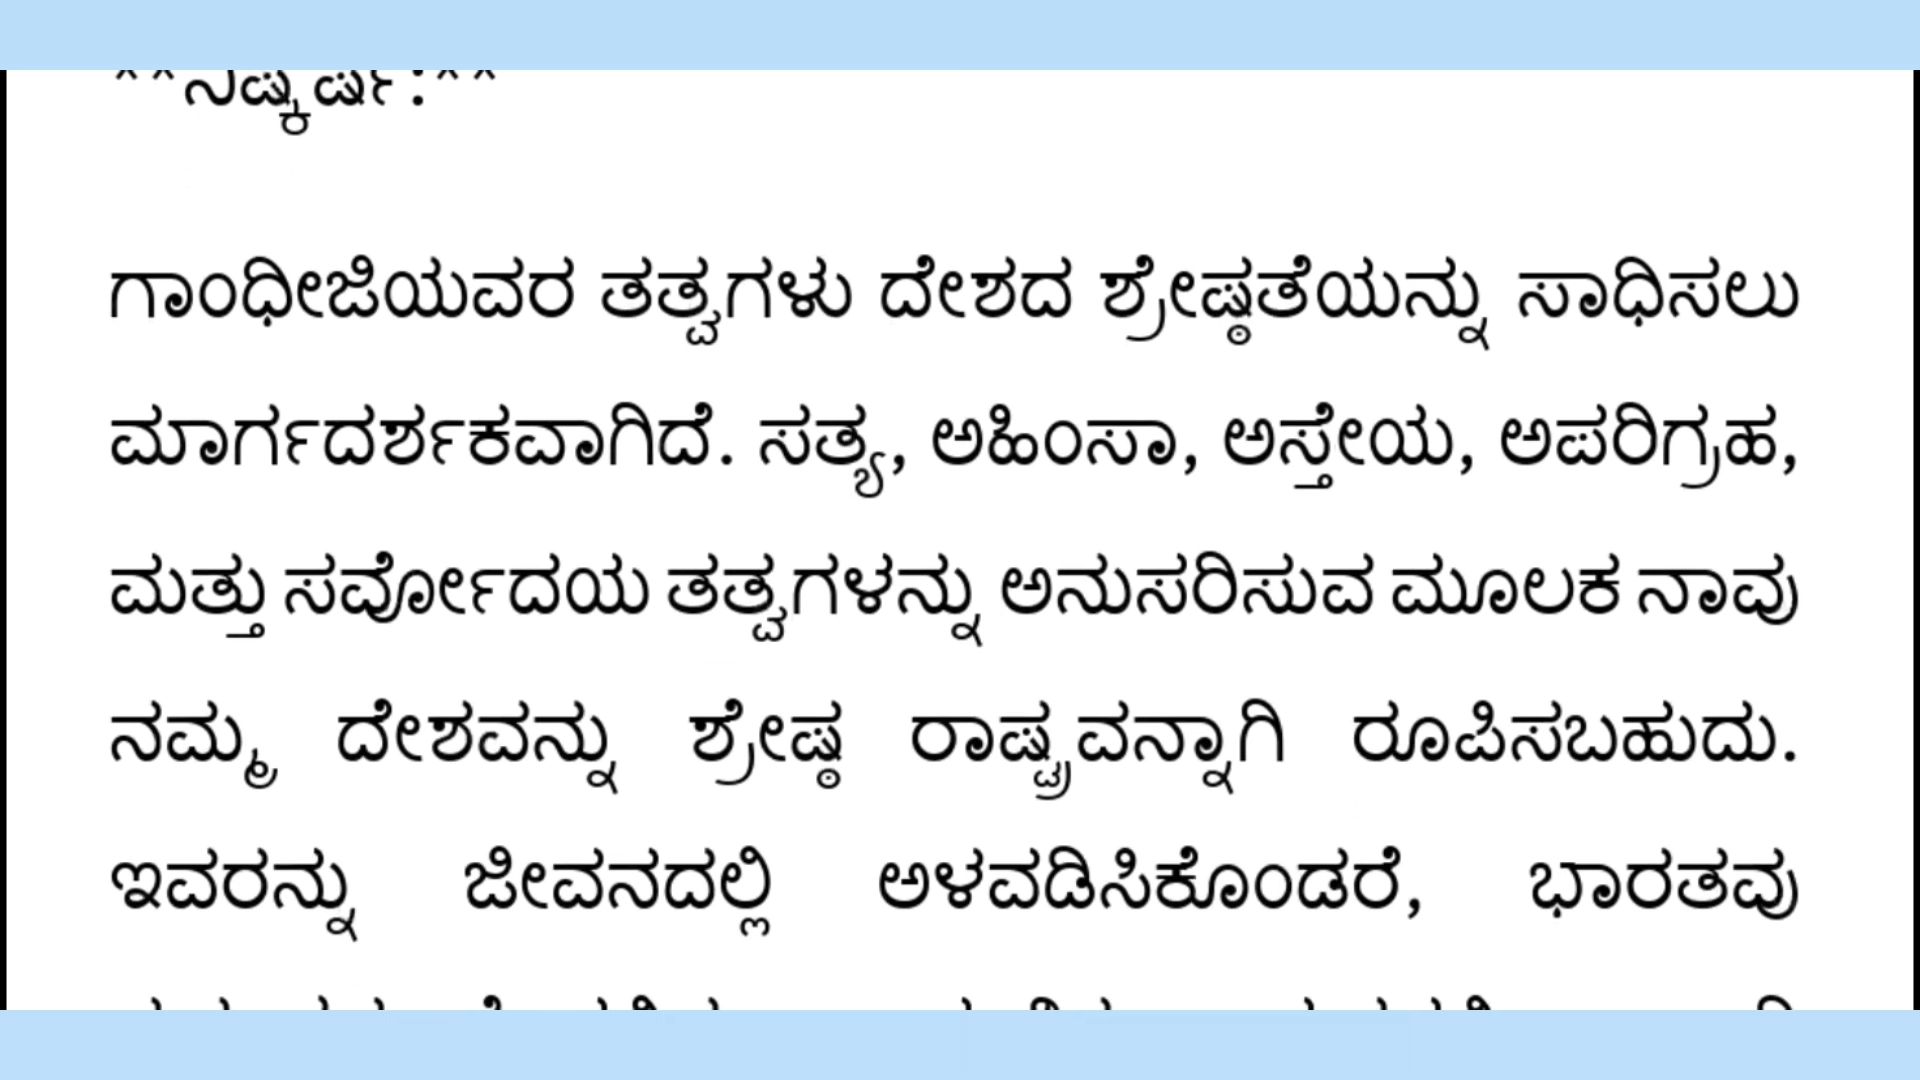 **ನಿಷ್ಕರ್ಷ:**
ಗಾಂಧೀಜಿಯವರ ತತ್ವಗಳು ದೇಶದ ಶ್ರೇಷ್ಠತೆಯನ್ನು ಸಾಧಿಸಲು
ಮಾರ್ಗದರ್ಶಕವಾಗಿದೆ. ಸತ್ಯ, ಅಹಿಂಸಾ, ಅಸ್ತೇಯ, ಅಪರಿಗ್ರಹ,
ಮತ್ತು ಸರ್ವೋದಯ ತತ್ವಗಳನ್ನು ಅನುಸರಿಸುವ ಮೂಲಕ ನಾವು
ನಮ್ಮ ದೇಶವನ್ನು ಶ್ರೇಷ್ಠ ರಾಷ್ಟ್ರವನ್ನಾಗಿ ರೂಪಿಸಬಹುದು.
ಇವರನ್ನು ಜೀವನದಲ್ಲಿ ಅಳವಡಿಸಿಕೊಂಡರೆ, ಭಾರತವು